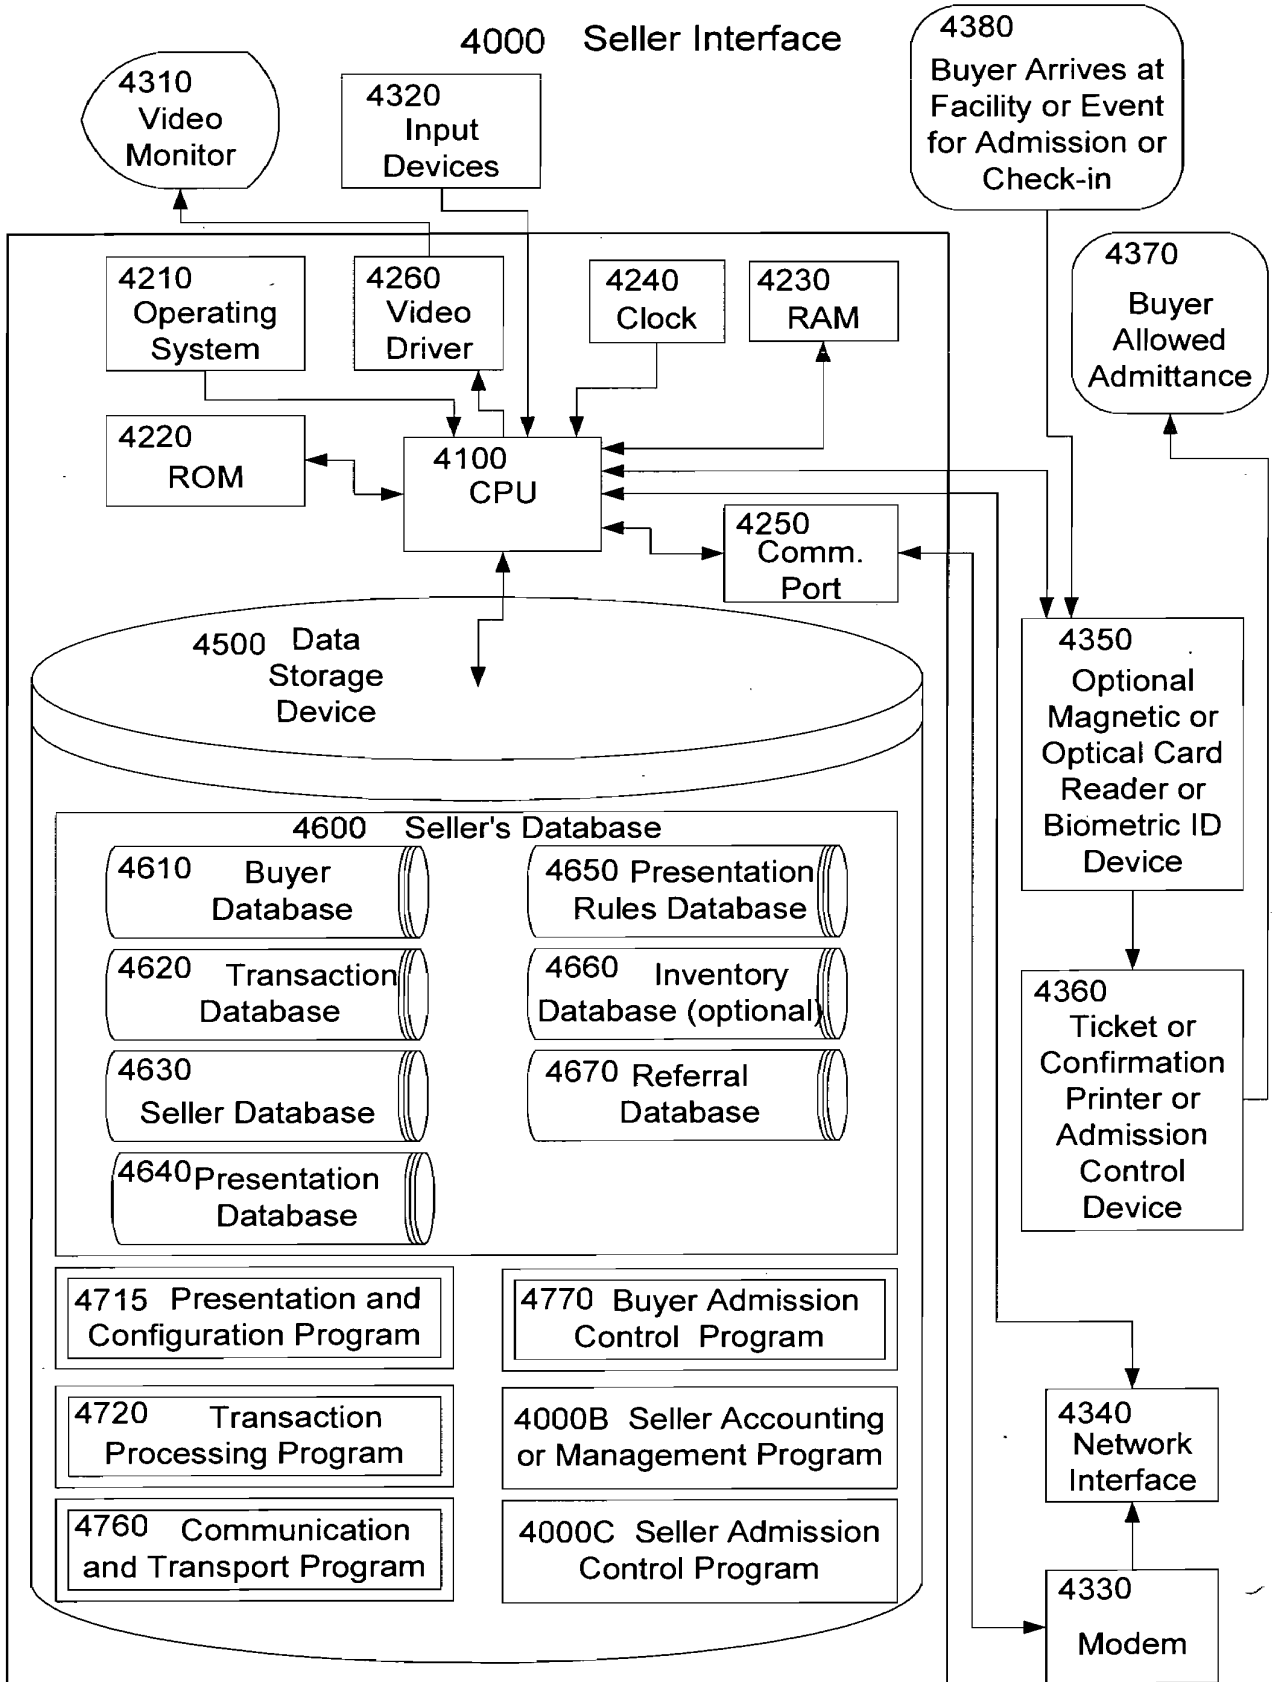 4000 Seller Interface
4310
Video
Monitor
4320
Input
Devices
4380
Buyer Arrives at
Facility or Event
for Admission or
Check-in
4210
Operating
System
4260
Video
Driver
4240
Clock
4230
RAM
4370
Buyer
Allowed
Admittance
4220
ROM
4100
CPU
4250
Comm.
Port
4500 Data
Storage
Device
4350
Optional
Magnetic or
Optical Card
Reader or
Biometric ID
Device
4600 Seller's Database
4610 Buyer
Database
4650 Presentation
Rules Database
4620 Transaction
Database
4660 Inventory
Database (optional)
4630
Seller Database
4670 Referral
Database
4640 Presentation
Database
4360
Ticket or
Confirmation
Printer or
Admission
Control
Device
4715 Presentation and
Configuration Program
4770 Buyer Admission
Control Program
4720 Transaction
Processing Program
4000B Seller Accounting
or Management Program
4760 Communication
and Transport Program
4000C Seller Admission
Control Program
4340
Network
Interface
4330
Modem